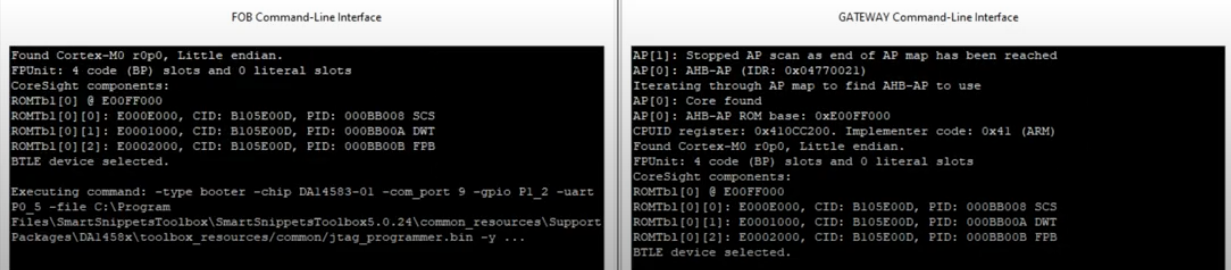 FOB Command-Line Interface
Found Cortex-M0 r0p0, Little endian.
FPUnit: 4 code (BP) slots and 0 literal slots
CoreSight components:
ROMTbl[0] @ E00FF000
ROMTbl[0][0]: E000E000, CID: B105E00D, PID: 000BB008 SCS
ROMTbl[0][1]: E0001000, CID: B105E00D, PID: 000BB00A DWT
ROMTbl[0][2]: E0002000, CID: B105E00D, PID: 000BB00B FPB
BTLE device selected.
Executing command: -type booter -chip DA14583-01 -com_port 9 -gpio P1_2 -uart
P0_5 -file C:\Program
Files\SmartSnippetsToolbox\SmartSnippetsToolbox5.0.24\common_resources\Support
Packages\DA1458x\toolbox_resources/common/jtag_programmer.bin -y ...
GATEWAY Command-Line Interface
AP[1]: Stopped AP scan as end of AP map has been reached
AP[0]: AHB-AP (IDR: 0x04770021)
Iterating through AP map to find AHB-AP to use
AP[0]: Core found
AP[0]: AHB-AP ROM base: 0xE00FF000
CPUID register: 0x410CC200. Implementer code: 0x41 (ARM)
Found Cortex-M0 r0p0, Little endian.
FPUnit: 4 code (BP) slots and 0 literal slots
CoreSight components:
ROMTbl[0] @ E00FF000
ROMTbl[0][0]: E000E000, CID: B105E00D, PID: 000BB008 SCS
ROMTbl[0][1]: E0001000, CID: B105E00D, PID: 000BB00A DWT
ROMTbl[0][2]: E0002000, CID: B105E00D, PID: 000BB00B FPB
BTLE device selected.